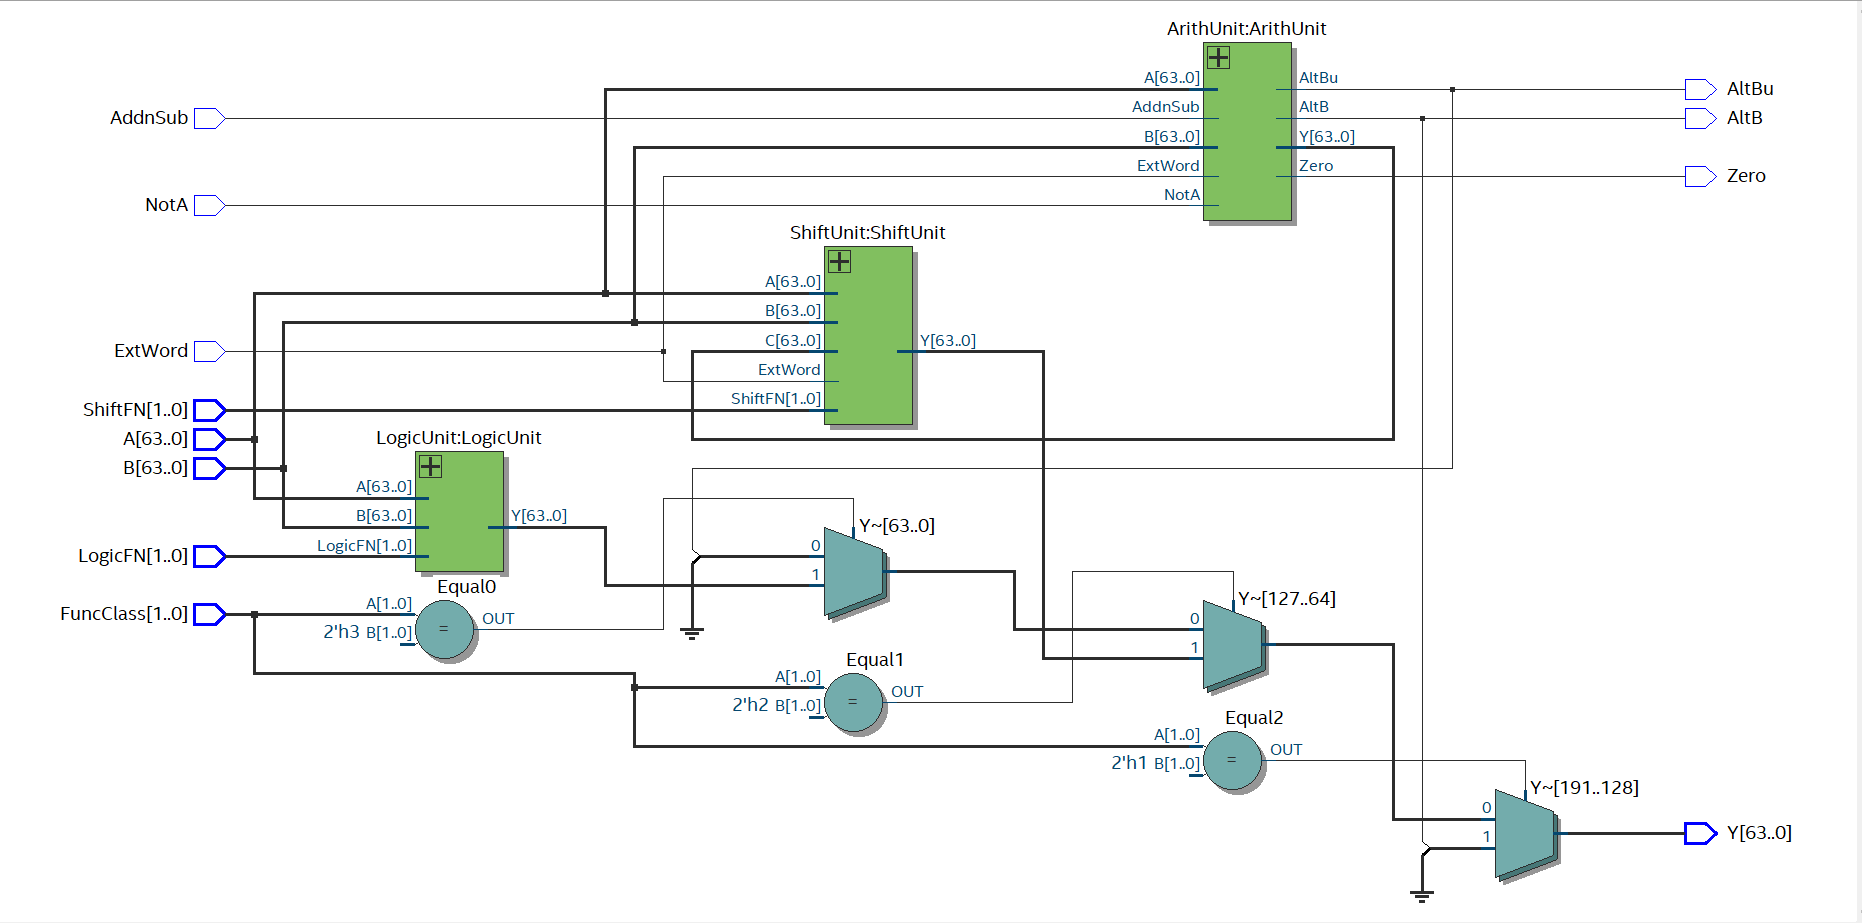 ArithUnit:ArithUnit
A[63..0]
AltBu
AltBu
AddnSub
AddnSub
AltB
AltB
B[63..0]
Y[63..0]
ExtWord
Zero
Zero
NotA
NotA
ShiftUnit:ShiftUnit
A[63..0]
B[63..0]
C[63..0]
Y[63..0]
ExtWord
ExtWord
ShiftFN[1..0]
ShiftFN[1..0]
A[63..0]
B[63..0]
LogicUnit:LogicUnit
A[63..0]
B[63..0]
Y[63..0]
LogicFN[1..0]
LogicFN[1..0]
Y~[63..0]
0
1
Equal0
FuncClass[1..0]
A[1..0]
2'h3 B[1..0]
=
OUT
Y~[127..64]
0
1
Equal1
A[1..0]
2'h2 B[1..0]
=
OUT
Equal2
A[1..0]
2'h1 B[1..0]
=
OUT
Y~[191..128]
0
1
Y[63..0]